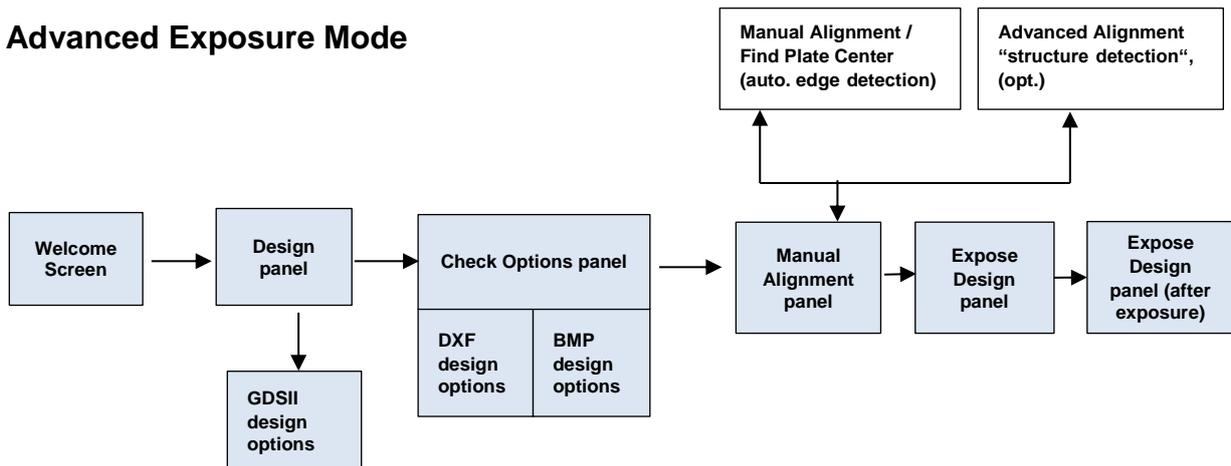 Advanced Exposure Mode
Manual Alignment /
Find Plate Center
(auto. edge detection)
Advanced Alignment
“structure detection“,
(opt.)
Welcome
Screen
Design
panel
Check Options panel
Manual
Alignment
panel
Expose
Design
panel
Expose
Design
panel (after
exposure)
DXF
design
options
BMP
design
options
GDSII
design
options